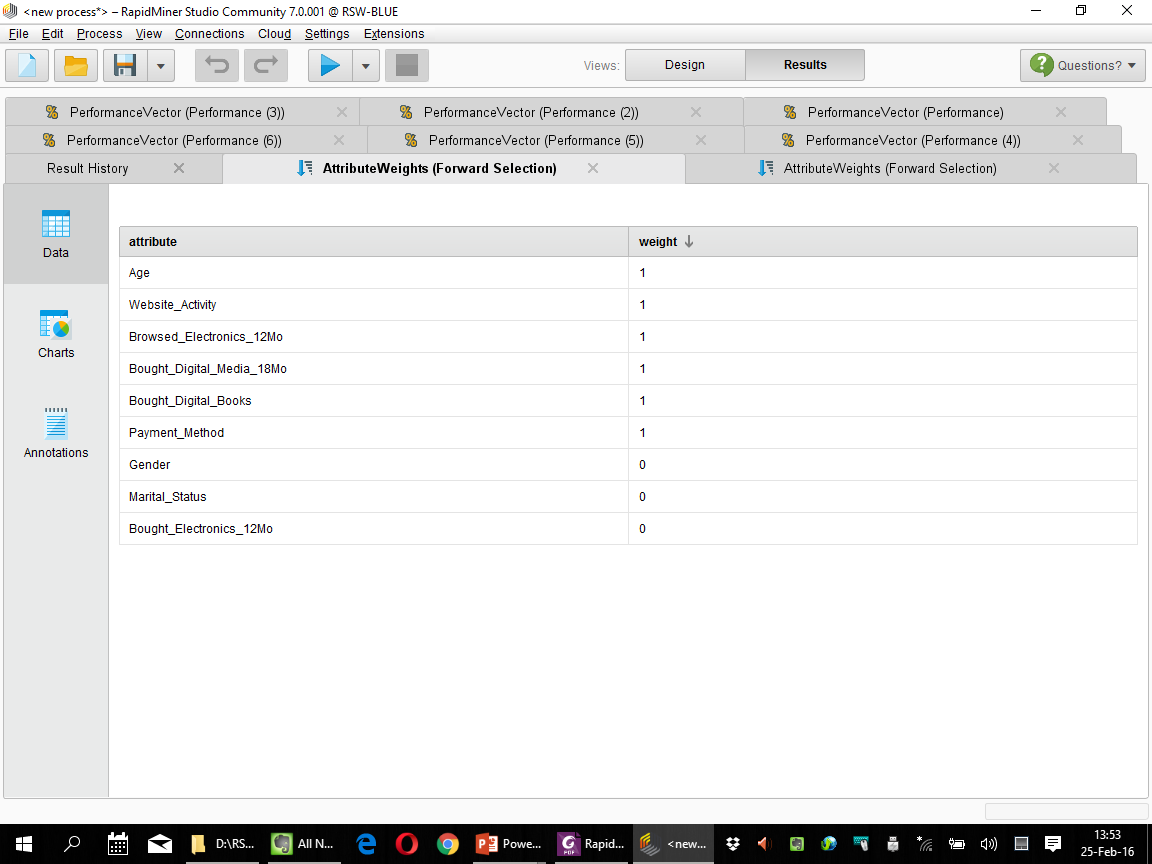 <new process*> – RapidMiner Studio Community 7.0.001 @ RSW-BLUE
File Edit Process View Connections Cloud Settings Extensions
Views: Design Results Questions?
PerformanceVector (Performance (3)) PerformanceVector (Performance (2)) PerformanceVector (Performance)
PerformanceVector (Performance (6)) PerformanceVector (Performance (5)) PerformanceVector (Performance (4))
Result History AttributeWeights (Forward Selection) AttributeWeights (Forward Selection)
Data
Charts
Annotations
attribute weight
Age 1
Website_Activity 1
Browsed_Electronics_12Mo 1
Bought_Digital_Media_18Mo 1
Bought_Digital_Books 1
Payment_Method 1
Gender 0
Marital_Status 0
Bought_Electronics_12Mo 0
D:\RS... All N... Powe... Rapid... <new... 13:53
25-Feb-16